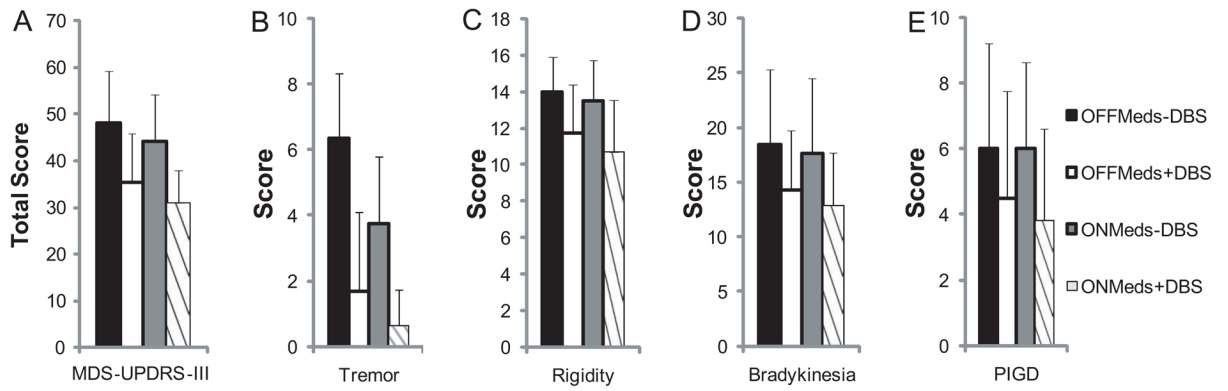 A
Total Score
70
60
50
40
30
20
10
0
MDS-UPDRS-III
B
Score
10
8
6
4
2
0
Tremor
C
Score
18
16
14
12
10
8
6
4
2
0
Rigidity
D
Score
30
25
20
15
10
5
0
Bradykinesia
E
Score
10
8
6
4
2
0
PIGD
OFFMeds-DBS
OFFMeds+DBS
ONMeds-DBS
ONMeds+DBS